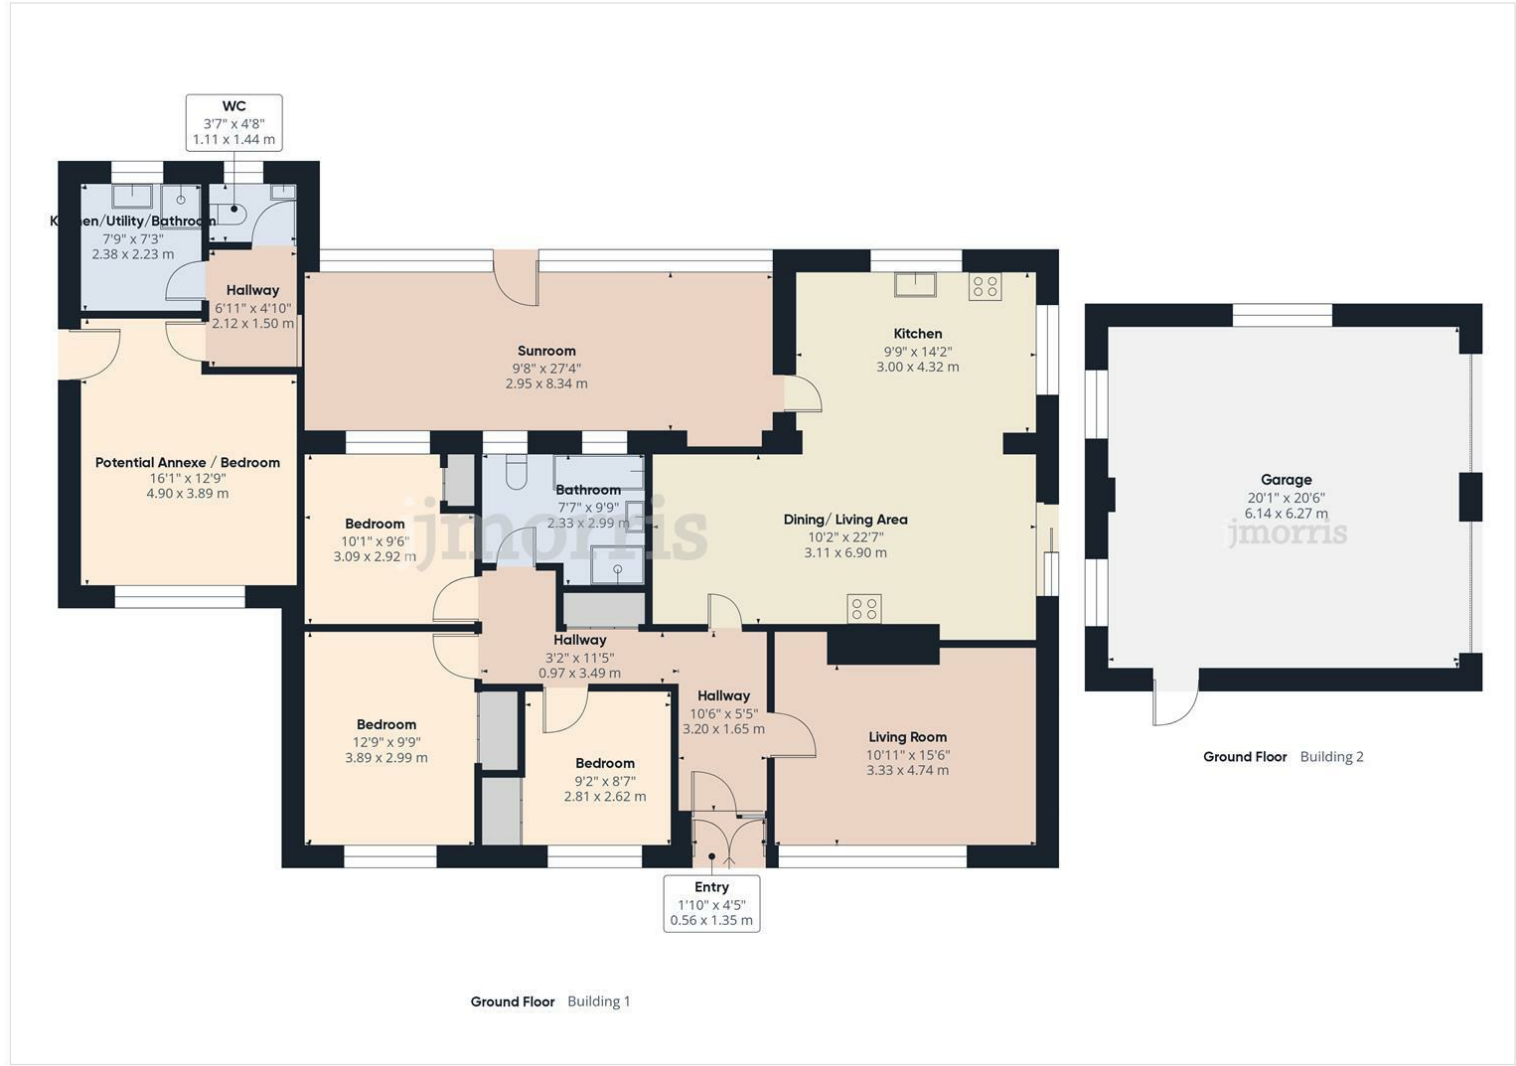 WC
3'7" x 4'8"
1.11 x 1.44 m
Kitchen/Utility/Bathroom
7'9" x 7'3"
2.38 x 2.23 m
Hallway
6'11" x 4'10"
2.12 x 1.50 m
Sunroom
9'8" x 27'4"
2.95 x 8.34 m
Kitchen
9'9" x 14'2"
3.00 x 4.32 m
Potential Annexe / Bedroom
16'1" x 12'9"
4.90 x 3.89 m
Bedroom
10'1" x 9'6"
3.09 x 2.92 m
Bathroom
7'7" x 9'9"
2.33 x 2.99 m
jjmorris
Dining/ Living Area
10'2" x 22'7"
3.11 x 6.90 m
Garage
20'1" x 20'6"
6.14 x 6.27 m
jjmorris
Hallway
3'2" x 11'5"
0.97 x 3.49 m
Hallway
10'6" x 5'5"
3.20 x 1.65 m
Bedroom
12'9" x 9'9"
3.89 x 2.99 m
Bedroom
9'2" x 8'7"
2.81 x 2.62 m
Living Room
10'11" x 15'6"
3.33 x 4.74 m
Ground Floor Building 2
Entry
1'10" x 4'5"
0.56 x 1.35 m
Ground Floor Building 1